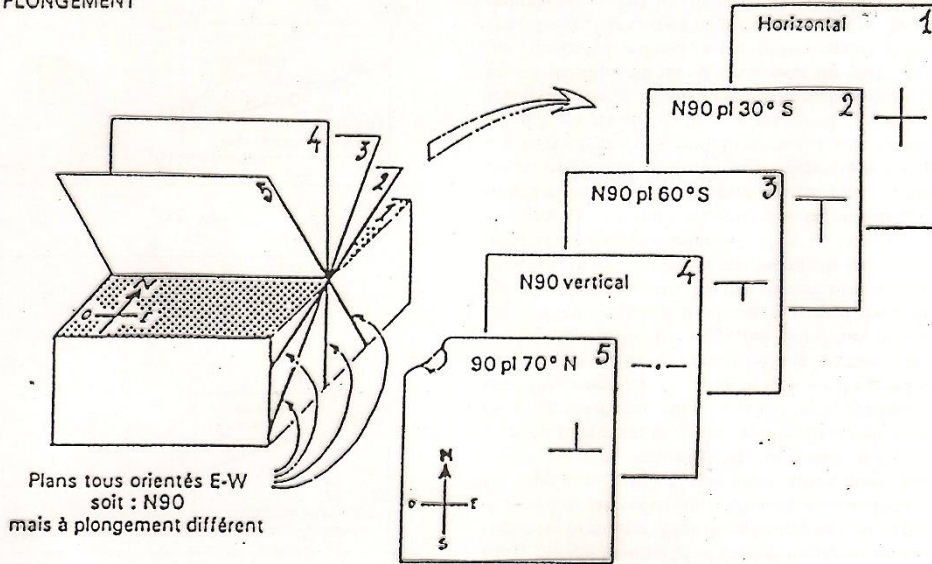 PLONGEMENT
4
3
2
1
5
N
O E
Plans tous orientés E-W
soit : N90
mais à plongement différent
Horizontal 1
N90 pl 30° S 2
N90 pl 60° S 3
N90 vertical 4
90 pl 70° N 5
N
O E
S